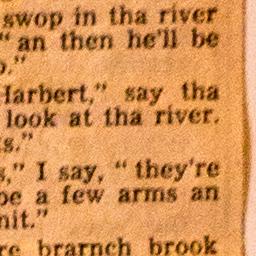 swop in tha river
“an then he'll be
o.”
Harbert,” say tha
look at tha river.
s.”
s,” I say, “they're
be a few arms an
nit.”
re brarnch brook